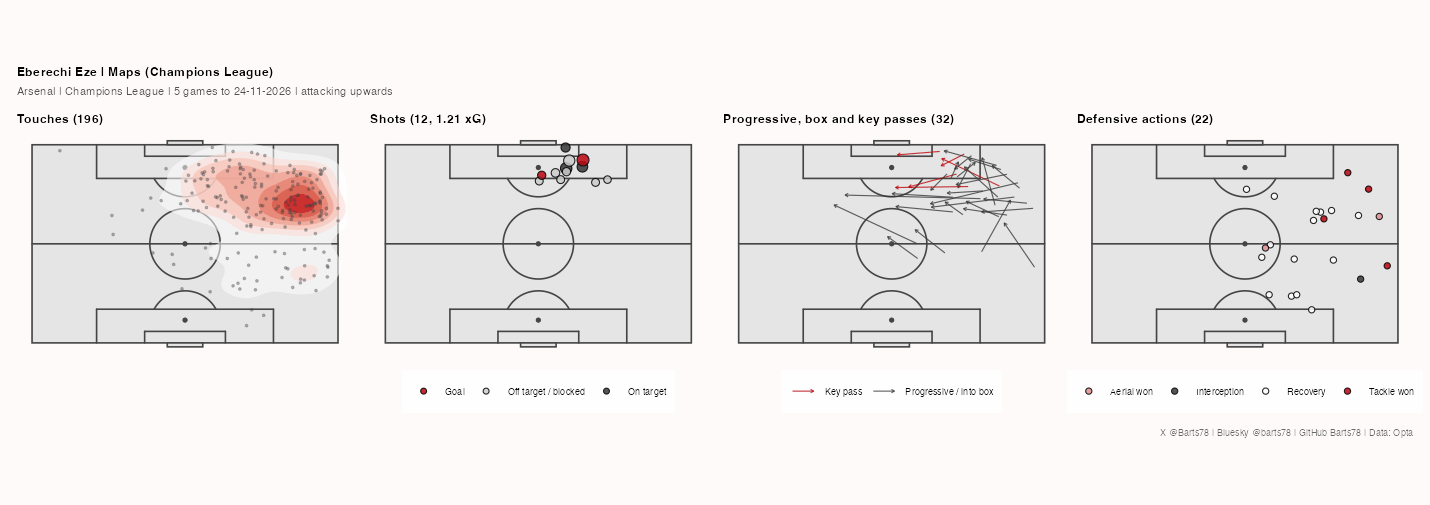 Eberechi Eze | Maps (Champions League)
Arsenal | Champions League | 5 games to 24-11-2026 | attacking upwards
Touches (196)
Shots (12, 1.21 xG)
Progressive, box and key passes (32)
Defensive actions (22)
Goal
Off target / blocked
On target
Key pass
Progressive / into box
Aerial won
Interception
Recovery
Tackle won
X @Barts78 | Bluesky @barts78 | GitHub Barts78 | Data: Opta